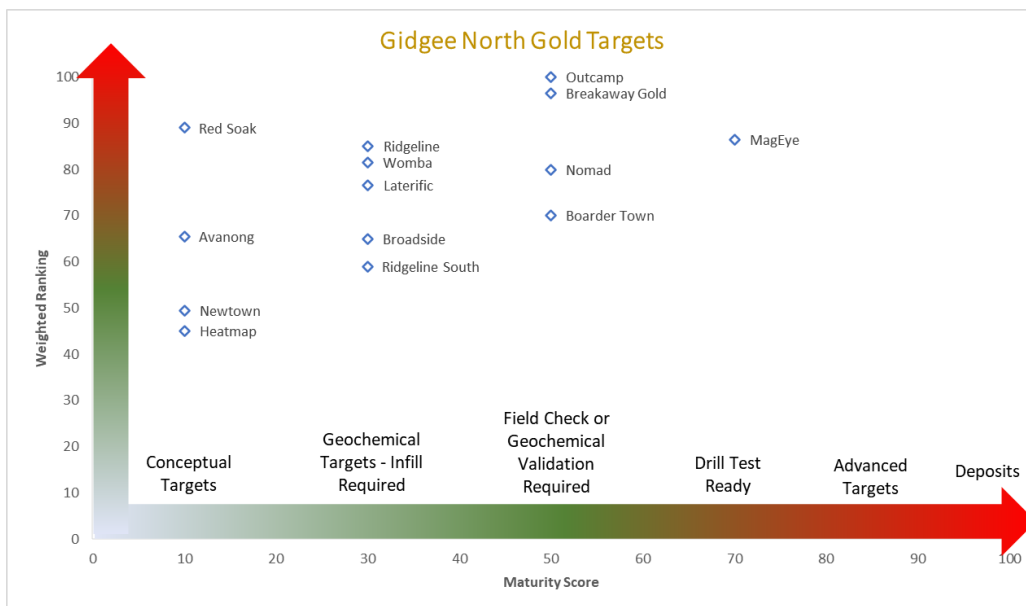 Gidgee North Gold Targets
100
90
80
70
60
50
40
30
20
10
0
Weighted Ranking
Outcamp
Breakaway Gold
Red Soak
MagEye
Ridgeline
Womba
Nomad
Laterific
Boarder Town
Avanong
Broadside
Ridgeline South
Newtown
Heatmap
Conceptual
Targets
Geochemical
Targets - Infill
Required
Field Check or
Geochemical
Validation
Required
Drill Test
Ready
Advanced
Targets
Deposits
0 10 20 30 40 50 60 70 80 90 100
Maturity Score